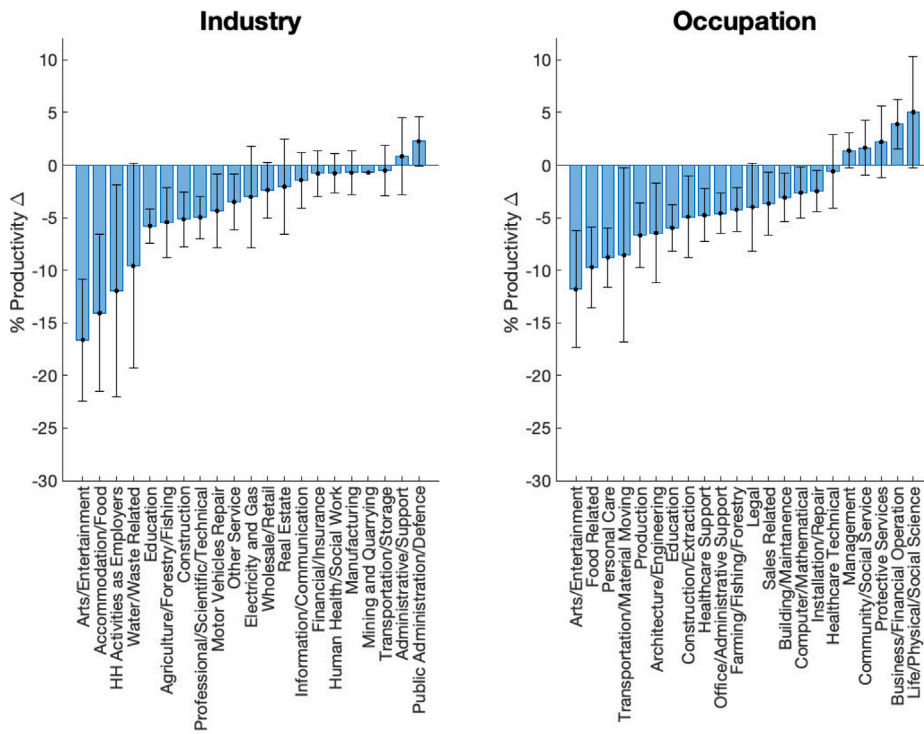 Industry
% Productivity Δ
10
5
0
-5
-10
-15
-20
-25
-30
Arts/Entertainment
Accommodation/Food
HH Activities as Employers
Water/Waste Related
Education
Agriculture/Forestry/Fishing
Construction
Professional/Scientific/Technical
Motor Vehicles Repair
Other Service
Electricity and Gas
Wholesale/Retail
Real Estate
Information/Communication
Financial/Insurance
Human Health/Social Work
Manufacturing
Mining and Quarrying
Transportation/Storage
Administrative/Support
Public Administration/Defence
Occupation
% Productivity Δ
10
5
0
-5
-10
-15
-20
-25
-30
Arts/Entertainment
Food Related
Personal Care
Transportation/Material Moving
Production
Architecture/Engineering
Education
Construction/Extraction
Healthcare Support
Office/Administrative Support
Farming/Fishing/Forestry
Legal
Sales Related
Building/Maintanence
Computer/Mathematical
Installation/Repair
Healthcare Technical
Management
Community/Social Service
Protective Services
Business/Financial Operation
Life/Physical/Social Science